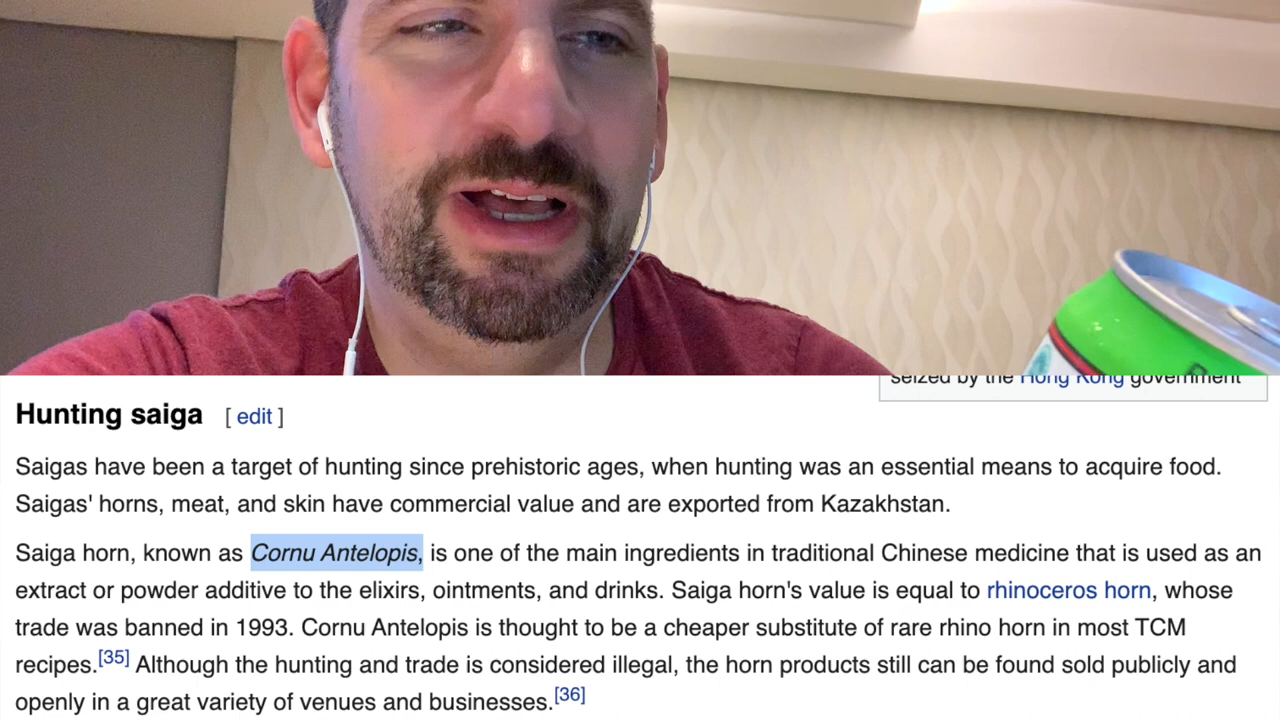 seized by the Hong Kong government
Hunting saiga [ edit ]
Saigas have been a target of hunting since prehistoric ages, when hunting was an essential means to acquire food.
Saigas' horns, meat, and skin have commercial value and are exported from Kazakhstan.
Saiga horn, known as Cornu Antelopis, is one of the main ingredients in traditional Chinese medicine that is used as an
extract or powder additive to the elixirs, ointments, and drinks. Saiga horn's value is equal to rhinoceros horn, whose
trade was banned in 1993. Cornu Antelopis is thought to be a cheaper substitute of rare rhino horn in most TCM
recipes.[35] Although the hunting and trade is considered illegal, the horn products still can be found sold publicly and
openly in a great variety of venues and businesses.[36]